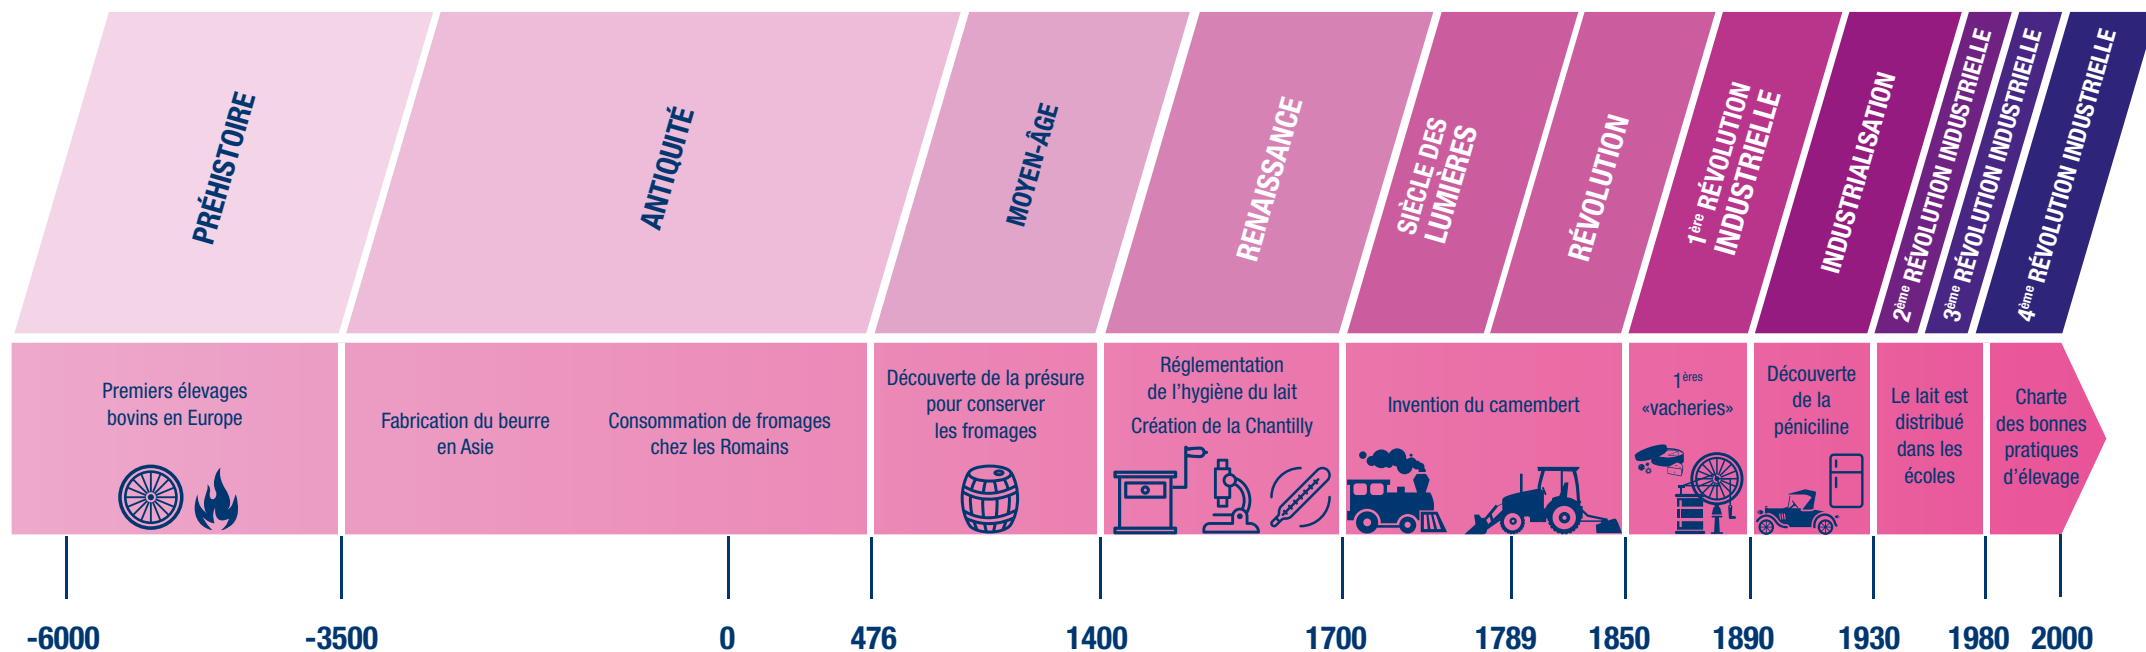 PRÉHISTOIRE
ANTIQUITÉ
MOYEN-ÂGE
RENAISSANCE
SIÈCLE DES
LUMIÈRES
RÉVOLUTION
1ère RÉVOLUTION
INDUSTRIELLE
INDUSTRIALISATION
2ème RÉVOLUTION INDUSTRIELLE
3ème RÉVOLUTION INDUSTRIELLE
4ème RÉVOLUTION INDUSTRIELLE
Premiers élevages
bovins en Europe
Fabrication du beurre
en Asie
Consommation de fromages
chez les Romains
Découverte de la présure
pour conserver
les fromages
Réglementation
de l'hygiène du lait
Création de la Chantilly
Invention du camembert
1ères
«vacheries»
Découverte
de la
péniciline
Le lait est
distribué
dans les
écoles
Charte
des bonnes
pratiques
d'élevage
-6000
-3500
0
476
1400
1700
1789
1850
1890
1930
1980
2000